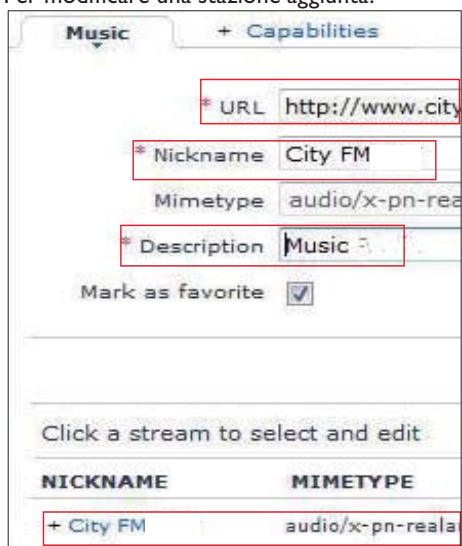 Per modificare una stazione aggiunta:
Music + Capabilities
* URL http://www.city
* Nickname City FM
Mimetype audio/x-pn-rea
* Description Music
Mark as favorite
Click a stream to select and edit
NICKNAME MIMETYPE
+ City FM audio/x-pn-reala